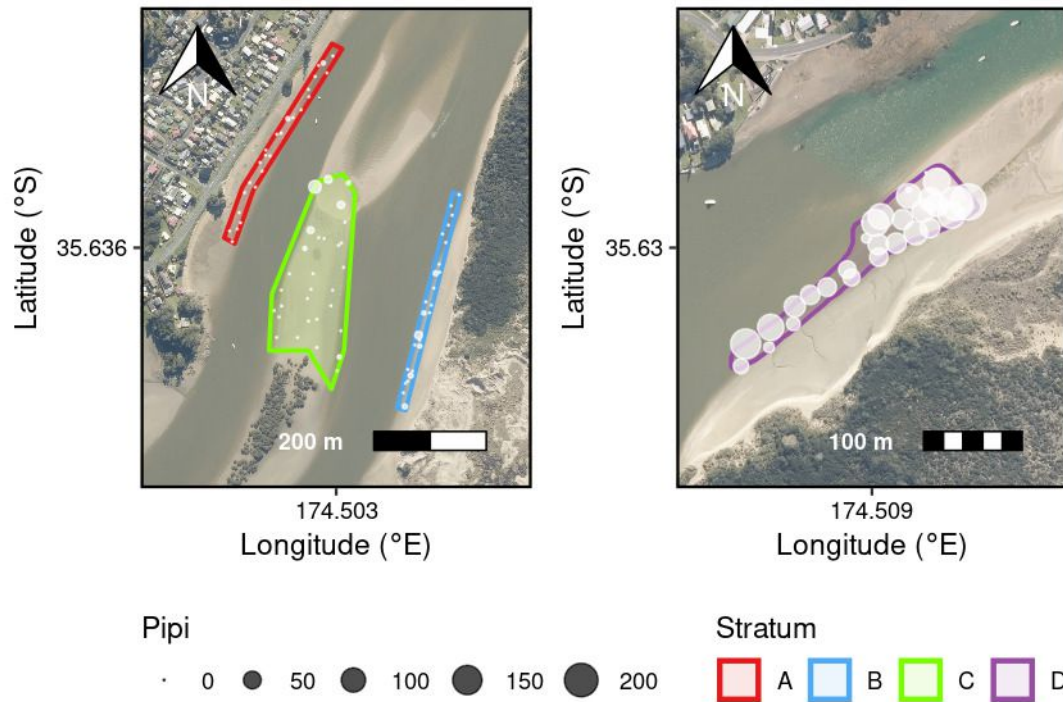 N
N
Latitude (°S)
35.636
200 m
174.503
Longitude (°E)
Latitude (°S)
35.63
100 m
174.509
Longitude (°E)
Pipi
0 50 100 150 200
Stratum
A B C D